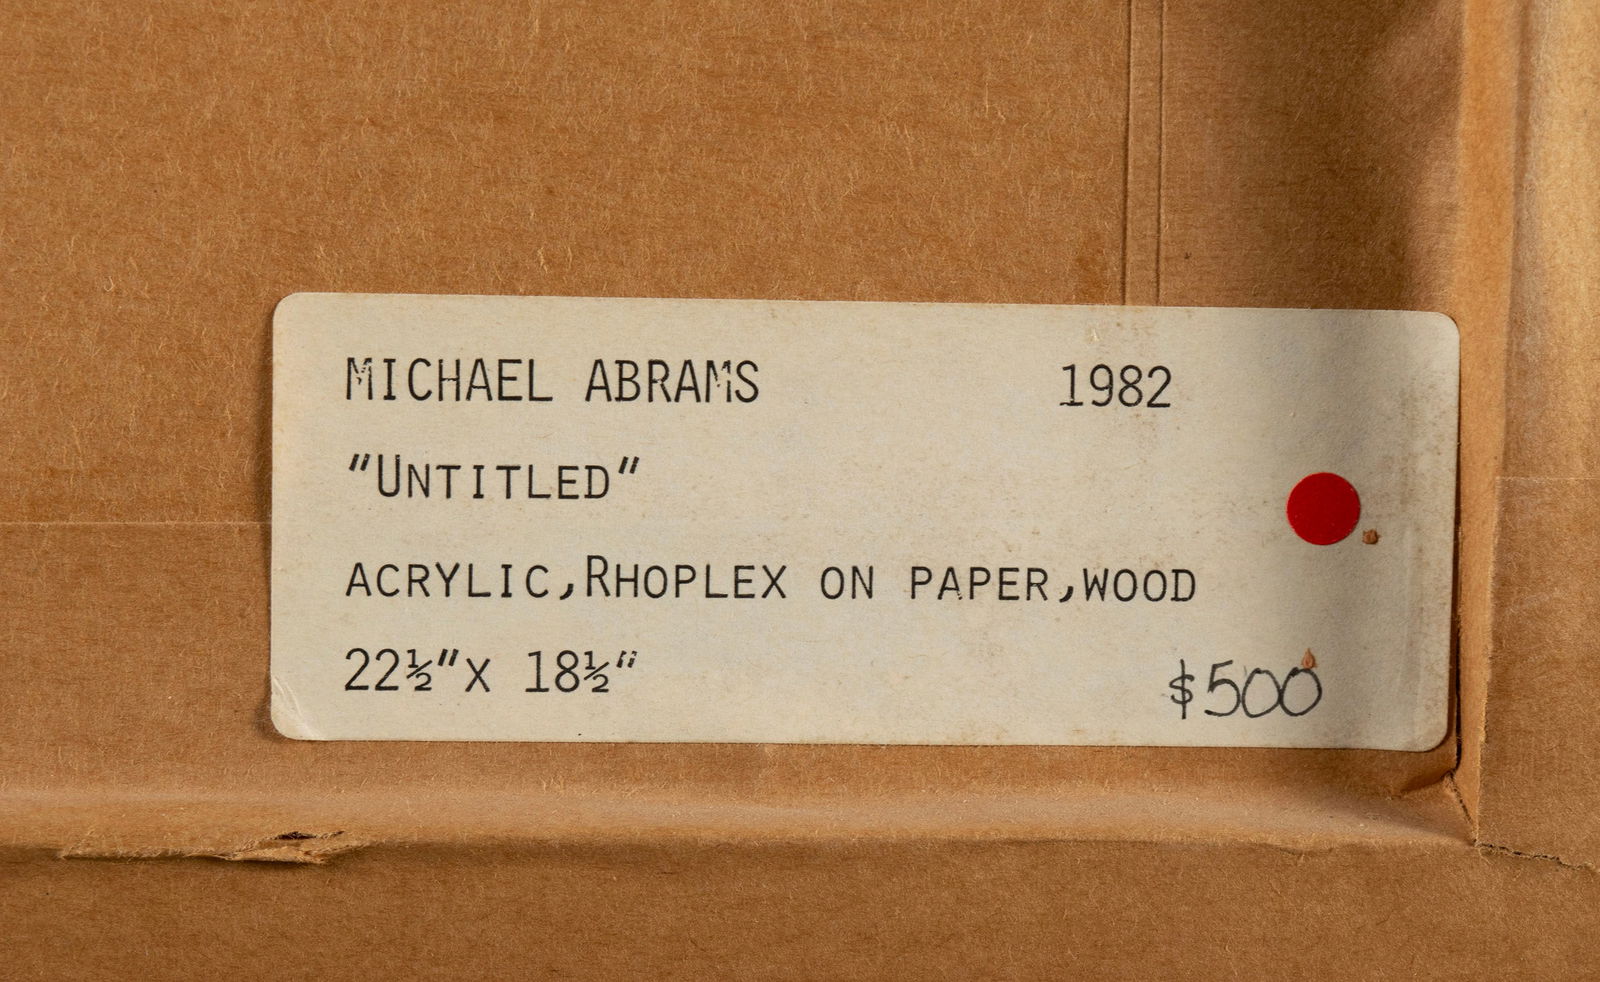 MICHAEL ABRAMS 1982
"UNTITLED"
ACRYLIC,RHOPLEX ON PAPER,WOOD
22½"X 18½"
$500